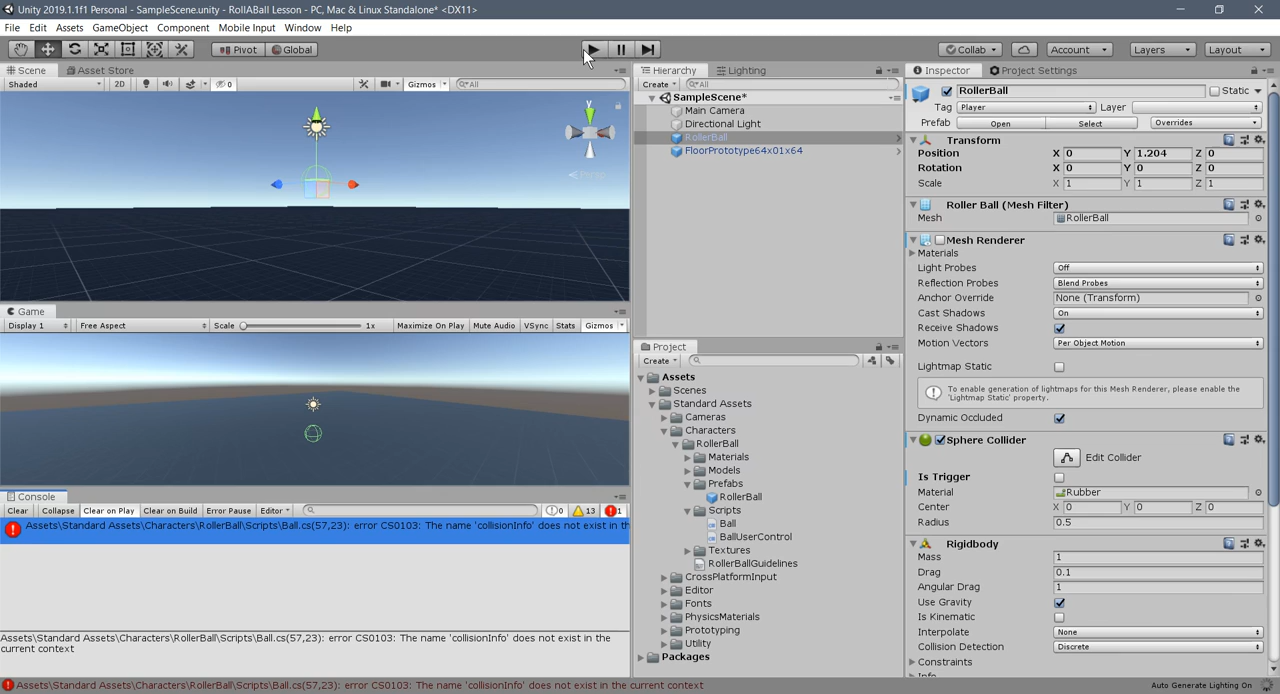 Unity 2019.1.1f1 Personal - SampleScene.unity - RollABall Lesson - PC, Mac & Linux Standalone* <DX11>
File Edit Assets GameObject Component Mobile Input Window Help
Pivot Global Collab Account Layers Layout
Scene Asset Store
Shaded 2D 0 Gizmos All
Persp
Game
Display 1 Free Aspect Scale 1x Maximize On Play Mute Audio VSync Stats Gizmos
Console
Clear Collapse Clear on Play Clear on Build Error Pause Editor 0 13 1
Assets\Standard Assets\Characters\RollerBall\Scripts\Ball.cs(57,23): error CS0103: The name 'collisionInfo' does not exist in th
Assets\Standard Assets\Characters\RollerBall\Scripts\Ball.cs(57,23): error CS0103: The name 'collisionInfo' does not exist in the
current context
Hierarchy Lighting
Create All
SampleScene*
Main Camera
Directional Light
RollerBall
FloorPrototype64x01x64
Project
Create
Assets
Scenes
Standard Assets
Cameras
Characters
RollerBall
Materials
Models
Prefabs
RollerBall
Scripts
Ball
BallUserControl
Textures
RollerBallGuidelines
CrossPlatformInput
Editor
Fonts
PhysicsMaterials
Prototyping
Utility
Packages
Inspector Project Settings
RollerBall Static
Tag Player Layer
Prefab Open Select Overrides
Transform
Position X 0 Y 1.204 Z 0
Rotation X 0 Y 0 Z 0
Scale X 1 Y 1 Z 1
Roller Ball (Mesh Filter)
Mesh RollerBall
Mesh Renderer
Materials
Light Probes Off
Reflection Probes Blend Probes
Anchor Override None (Transform)
Cast Shadows On
Receive Shadows
Motion Vectors Per Object Motion
Lightmap Static
To enable generation of lightmaps for this Mesh Renderer, please enable the
'Lightmap Static' property.
Dynamic Occluded
Sphere Collider
Edit Collider
Is Trigger
Material Rubber
Center X 0 Y 0 Z 0
Radius 0.5
Rigidbody
Mass 1
Drag 0.1
Angular Drag 1
Use Gravity
Is Kinematic
Interpolate None
Collision Detection Discrete
Constraints
Info
Assets\Standard Assets\Characters\RollerBall\Scripts\Ball.cs(57,23): error CS0103: The name 'collisionInfo' does not exist in the current context
Auto Generate Lighting On